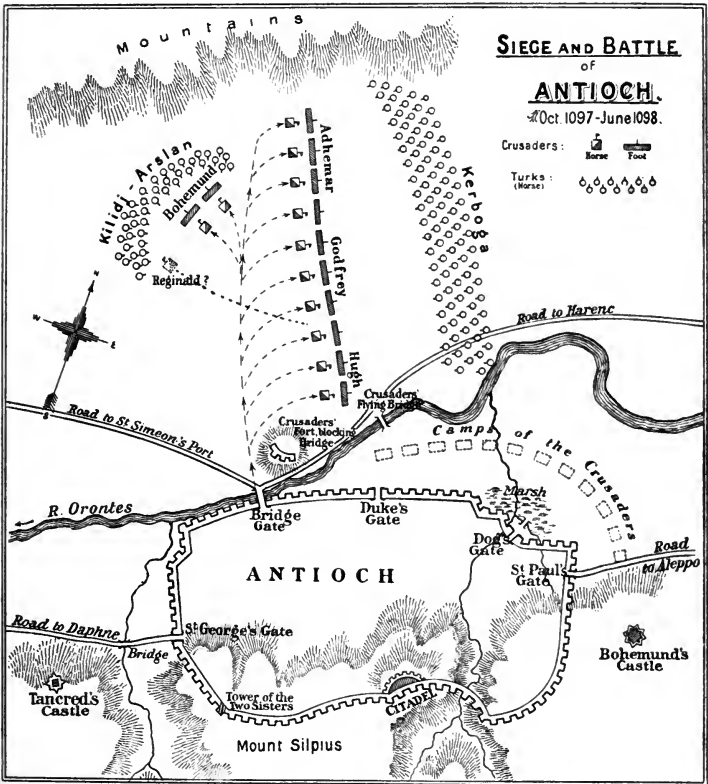 Mountains
SIEGE AND BATTLE
OF
ANTIOCH.
Oct. 1097-June 1098.
Crusaders:
Horse
Foot
Turks:
(Horse)
Kilidj-Arslan
Bohemund
Reginald?
Adhemar
Godfrey
Hugh
Kerboga
N
W
E
S
Road to Harenc
Road to St Simeon's Port
Crusaders'
Fort, blocking
Bridge
Crusaders'
Flying Bridge
Camps of the Crusaders
R. Orontes
Bridge
Gate
Duke's
Gate
Marsh
Dog's
Gate
St Paul's
Gate
Road
to Aleppo
ANTIOCH
Road to Daphne
Bridge
St George's Gate
Tancred's
Castle
Tower of the
Two Sisters
CITADEL
Bohemund's
Castle
Mount Silpius